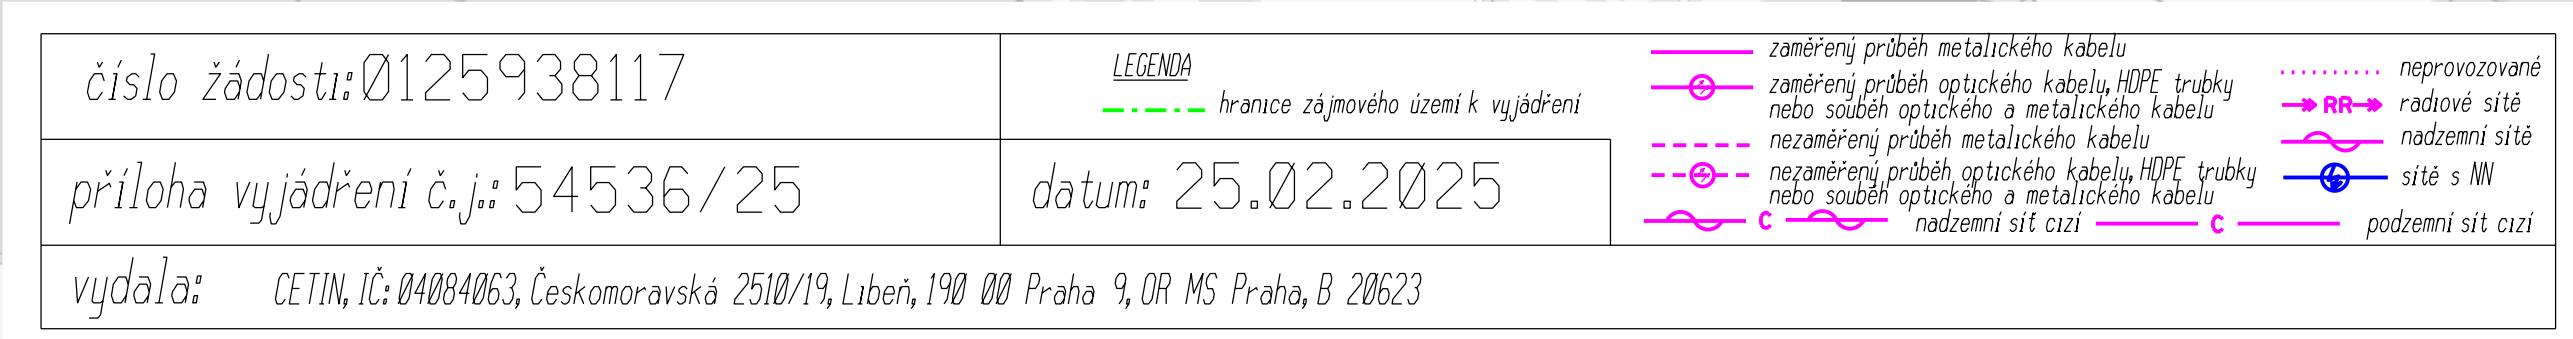 číslo žádosti: 0125938117
LEGENDA
hranice zájmového území k vyjádření
příloha vyjádření č.j.: 54536/25
datum: 25.02.2025
zaměřený průběh metalického kabelu
zaměřený průběh optického kabelu, HDPE trubky
nebo souběh optického a metalického kabelu
nezaměřený průběh metalického kabelu
nezaměřený průběh optického kabelu, HDPE trubky
nebo souběh optického a metalického kabelu
C nadzemní síť cizí
C podzemní sít cizí
neprovozované
RR radiové sítě
nadzemní sítě
sítě s NN
vydala: CETIN, IČ: 04084063, Českomoravská 2510/19, Libeň, 190 00 Praha 9, OR MS Praha, B 20623